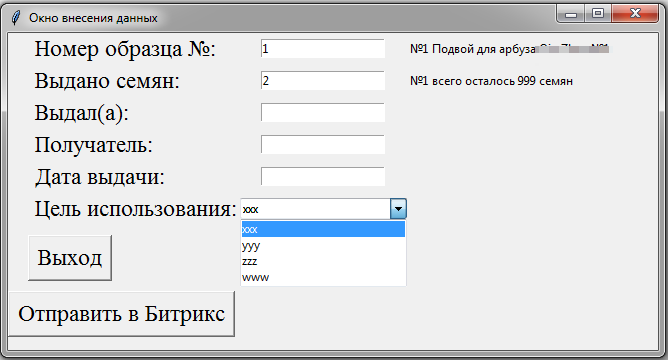 Окно внесения данных
Номер образца №: 1 №1 Подвой для арбуза
Выдано семян: 2 №1 всего осталось 999 семян
Выдал(а):
Получатель:
Дата выдачи:
Цель использования: xxx
xxx
yyy
zzz
www
Выход
Отправить в Битрикс